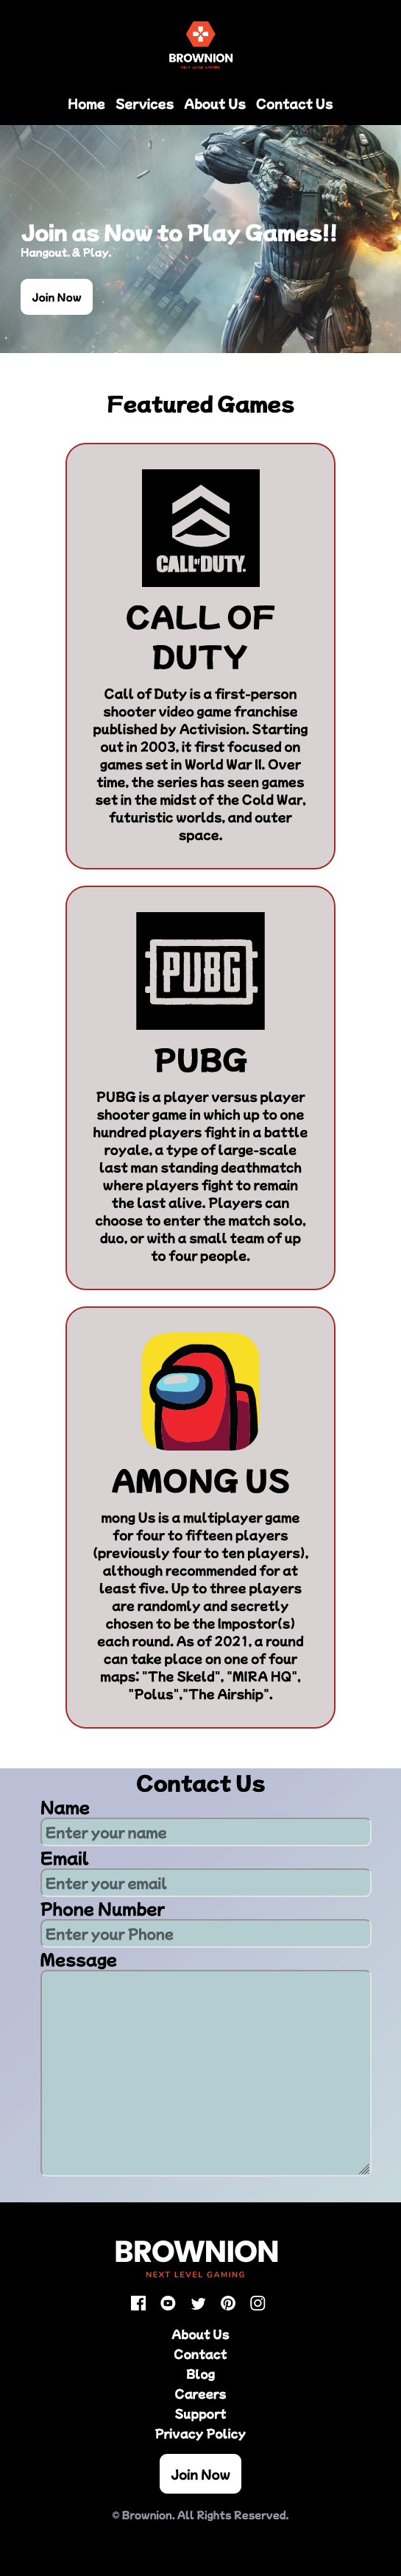 BROWNION
NEXT LEVEL GAMING
Home Services About Us Contact Us
Join as Now to Play Games!!
Hangout. & Play.
Join Now
Featured Games
CALL OF DUTY.
CALL OF
DUTY
Call of Duty is a first-person
shooter video game franchise
published by Activision. Starting
out in 2003, it first focused on
games set in World War II. Over
time, the series has seen games
set in the midst of the Cold War,
futuristic worlds, and outer
space.
PUBG
PUBG
PUBG is a player versus player
shooter game in which up to one
hundred players fight in a battle
royale, a type of large-scale
last man standing deathmatch
where players fight to remain
the last alive. Players can
choose to enter the match solo,
duo, or with a small team of up
to four people.
AMONG US
mong Us is a multiplayer game
for four to fifteen players
(previously four to ten players),
although recommended for at
least five. Up to three players
are randomly and secretly
chosen to be the Impostor(s)
each round. As of 2021, a round
can take place on one of four
maps: "The Skeld", "MIRA HQ",
"Polus","The Airship".
Contact Us
Name
Enter your name
Email
Enter your email
Phone Number
Enter your Phone
Message
BROWNION
NEXT LEVEL GAMING
About Us
Contact
Blog
Careers
Support
Privacy Policy
Join Now
© Brownion. All Rights Reserved.